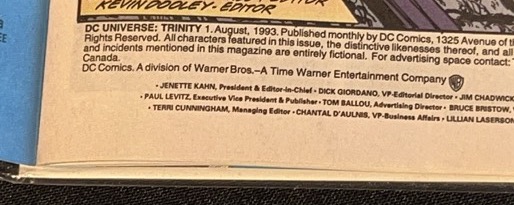 KEVIN DOOLEY - EDITOR
DC UNIVERSE: TRINITY 1. August, 1993. Published monthly by DC Comics, 1325 Avenue of
Rights Reserved. All characters featured in this issue, the distinctive likenesses thereof, and all
and incidents mentioned in this magazine are entirely fictional. For advertising space contact:
Canada.
DC Comics. A division of Warner Bros.–A Time Warner Entertainment Company
• JENETTE KAHN, President & Editor-in-Chief • DICK GIORDANO, VP-Editorial Director • JIM CHADWICK
• PAUL LEVITZ, Executive Vice President & Publisher • TOM BALLOU, Advertising Director • BRUCE BRISTOW,
• TERRI CUNNINGHAM, Managing Editor • CHANTAL D'AULNIS, VP-Business Affairs • LILLIAN LASERSON